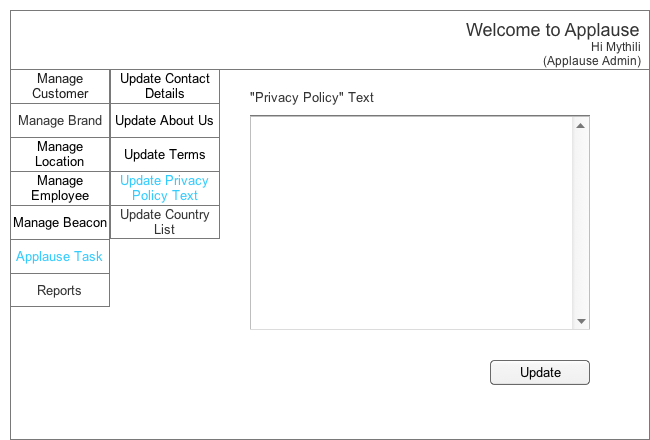 Welcome to Applause
Hi Mythili
(Applause Admin)
Manage
Customer
Manage Brand
Manage
Location
Manage
Employee
Manage Beacon
Applause Task
Reports
Update Contact
Details
Update About Us
Update Terms
Update Privacy
Policy Text
Update Country
List
"Privacy Policy" Text
Update